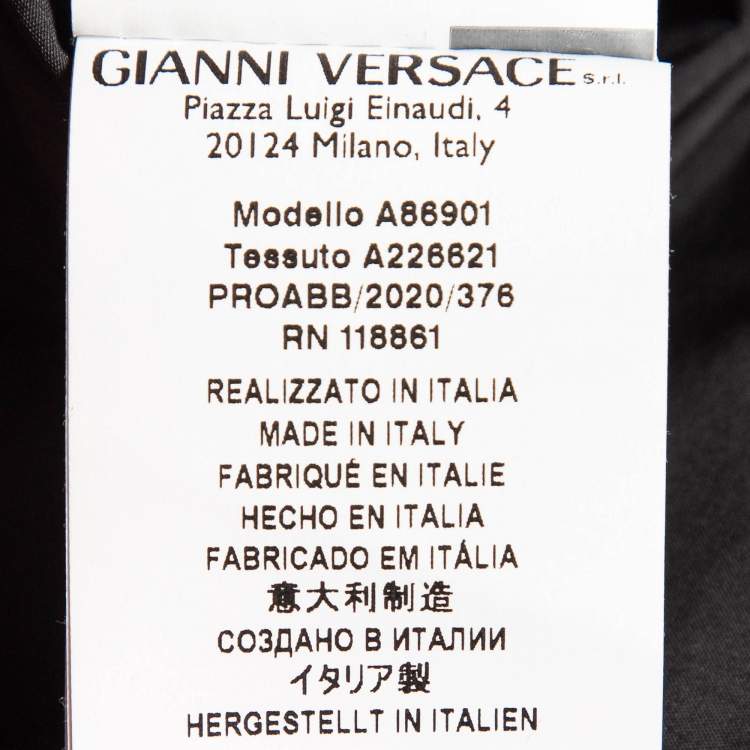 GIANNI VERSACE s.r.l.
Piazza Luigi Einaudi, 4
20124 Milano, Italy
Modello A86901
Tessuto A226621
PROABB/2020/376
RN 118861
REALIZZATO IN ITALIA
MADE IN ITALY
FABRIQUÉ EN ITALIE
HECHO EN ITALIA
FABRICADO EM ITÁLIA
意大利制造
СОЗДАНО В ИТАЛИИ
イタリア製
HERGESTELLT IN ITALIEN